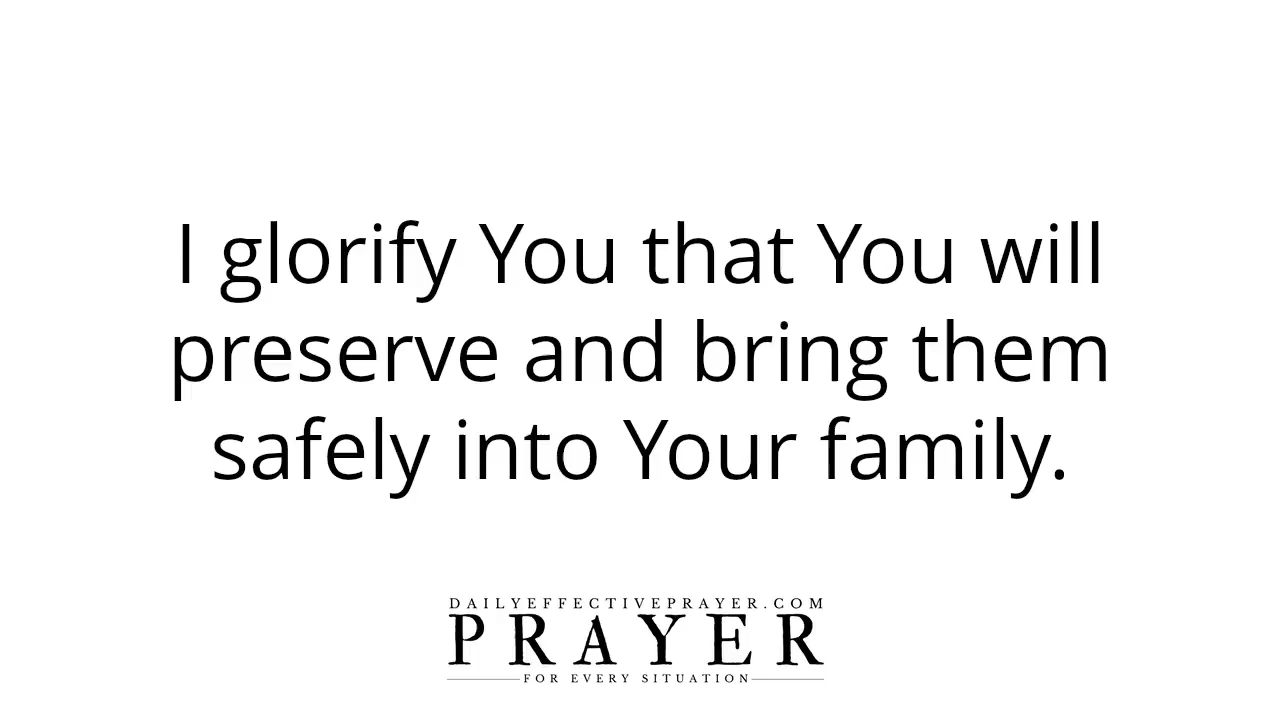 I glorify You that You will
preserve and bring them
safely into Your family.
DAILYEFFECTIVEPRAYER.COM
PRAYER
FOR EVERY SITUATION